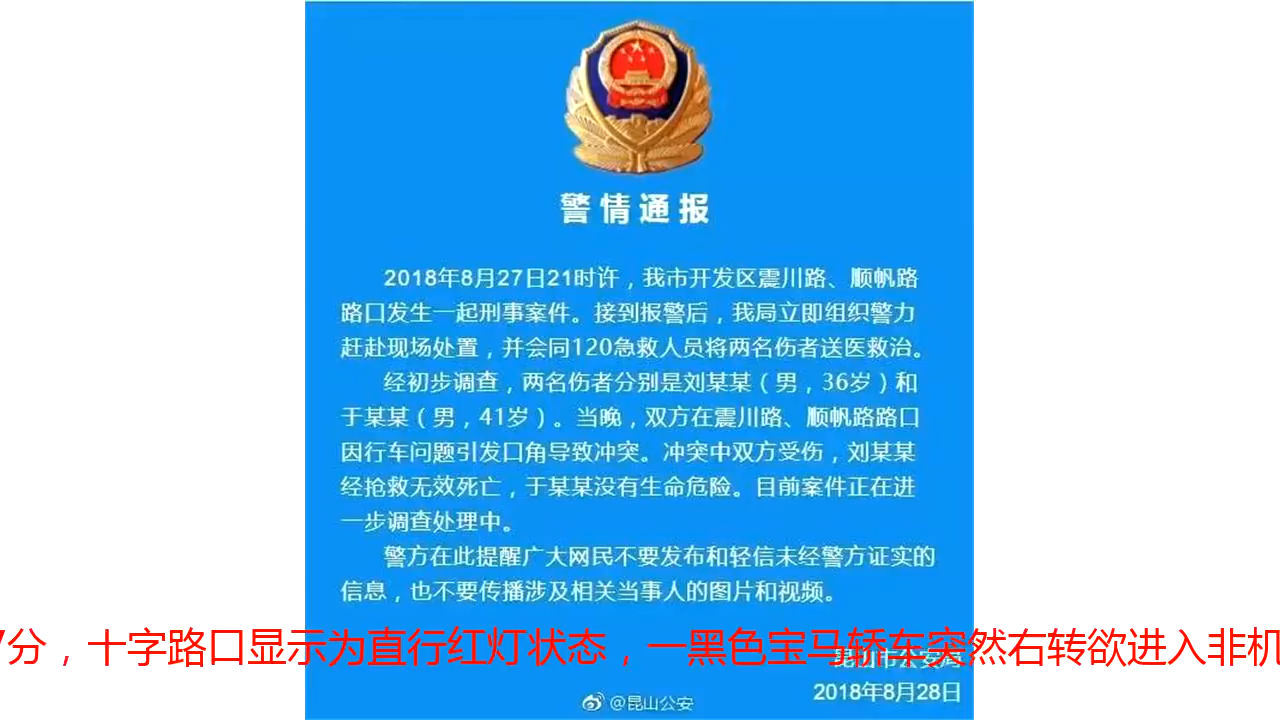 警情通报
2018年8月27日21时许，我市开发区震川路、顺帆路
路口发生一起刑事案件。接到报警后，我局立即组织警力
赶赴现场处置，并会同120急救人员将两名伤者送医救治。
经初步调查，两名伤者分别是刘某某（男，36岁）和
于某某（男，41岁）。当晚，双方在震川路、顺帆路路口
因行车问题引发口角导致冲突。冲突中双方受伤，刘某某
经抢救无效死亡，于某某没有生命危险。目前案件正在进
一步调查处理中。
警方在此提醒广大网民不要发布和轻信未经警方证实的
信息，也不要传播涉及相关当事人的图片和视频。
7分，十字路口显示为直行红灯状态，一黑色宝马轿车突然右转欲进入非机
昆山市公安局
2018年8月28日
@昆山公安